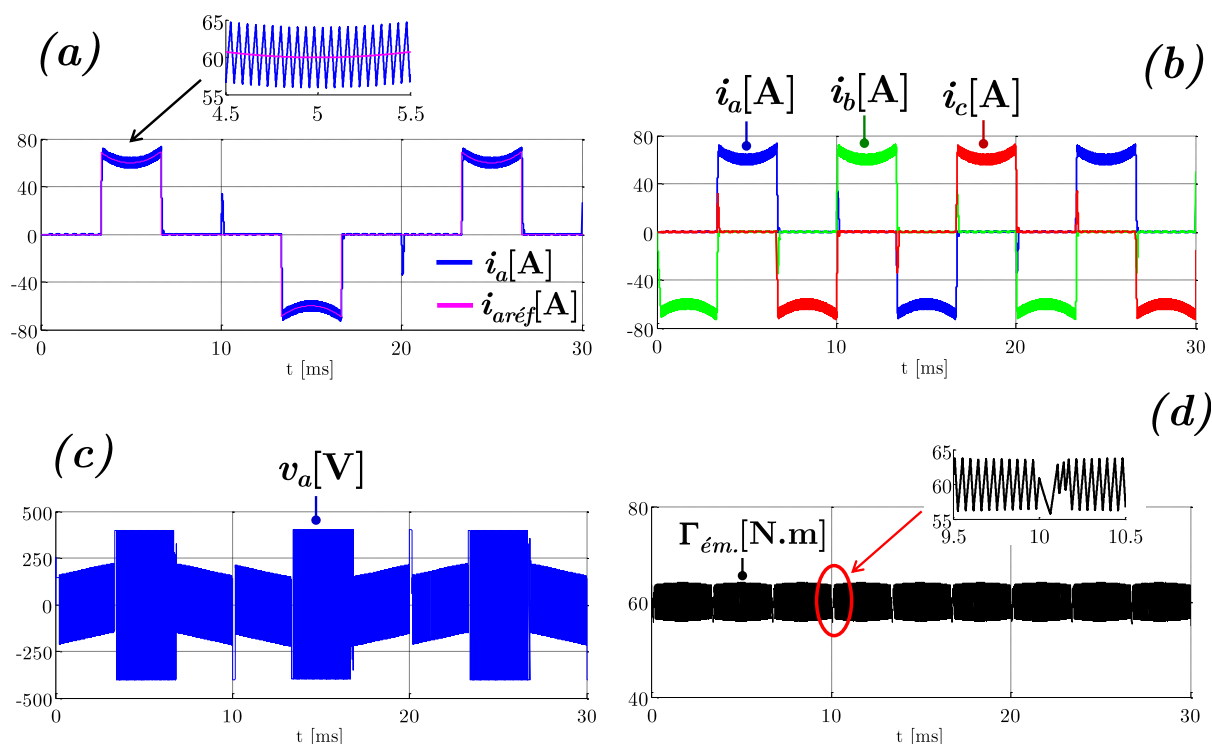 (a)
65
60
55
4.5 5 5.5
80
40
0
-40
-80
0 10 20 30
t [ms]
i_a[A]
i_aréf[A]
(b)
i_a[A] i_b[A] i_c[A]
80
40
0
-40
-80
0 10 20 30
t [ms]
(c)
v_a[V]
500
250
0
-250
-500
0 10 20 30
t [ms]
(d)
65
60
55
9.5 10 10.5
Γ_ém.[N.m]
80
60
40
0 10 20 30
t [ms]